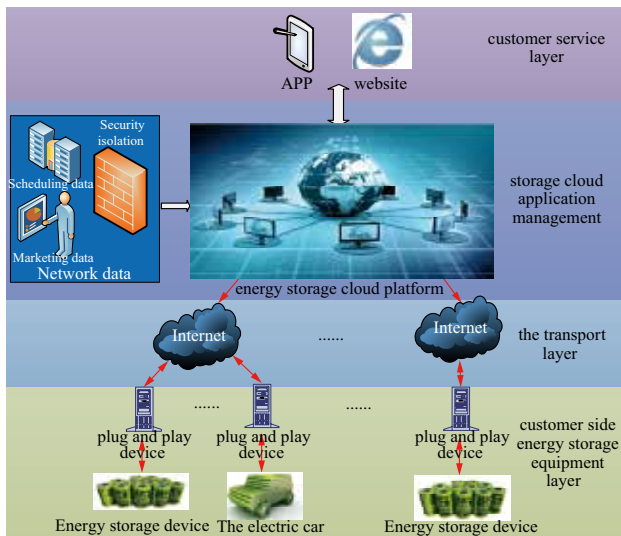 customer service
layer
APP
website
Security
isolation
Scheduling data
Marketing data
Network data
storage cloud
application
management
energy storage cloud platform
Internet
......
Internet
the transport
layer
......
......
plug and play
device
plug and play
device
plug and play
device
customer side
energy storage
equipment
layer
Energy storage device
The electric car
Energy storage device